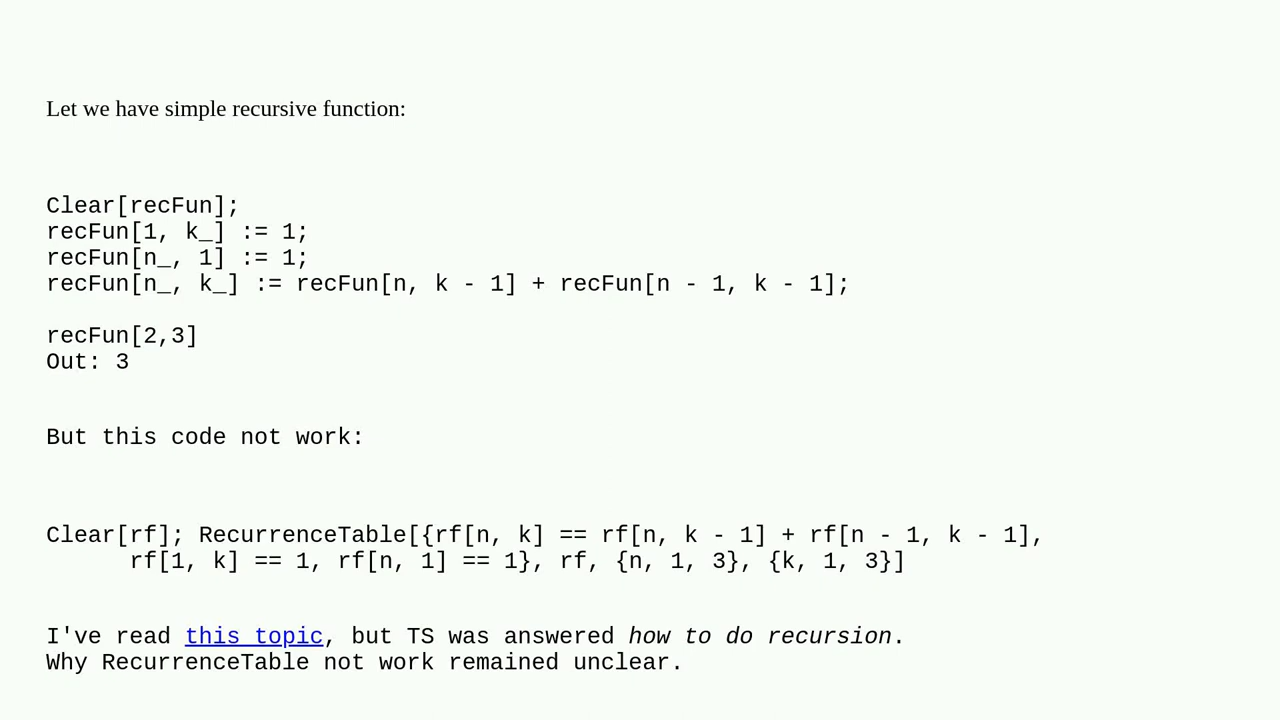 Let we have simple recursive function:
Clear[recFun];
recFun[1, k_] := 1;
recFun[n_, 1] := 1;
recFun[n_, k_] := recFun[n, k - 1] + recFun[n - 1, k - 1];
recFun[2,3]
Out: 3
But this code not work:
Clear[rf]; RecurrenceTable[{rf[n, k] == rf[n, k - 1] + rf[n - 1, k - 1],
rf[1, k] == 1, rf[n, 1] == 1}, rf, {n, 1, 3}, {k, 1, 3}]
I've read this topic, but TS was answered how to do recursion.
Why RecurrenceTable not work remained unclear.